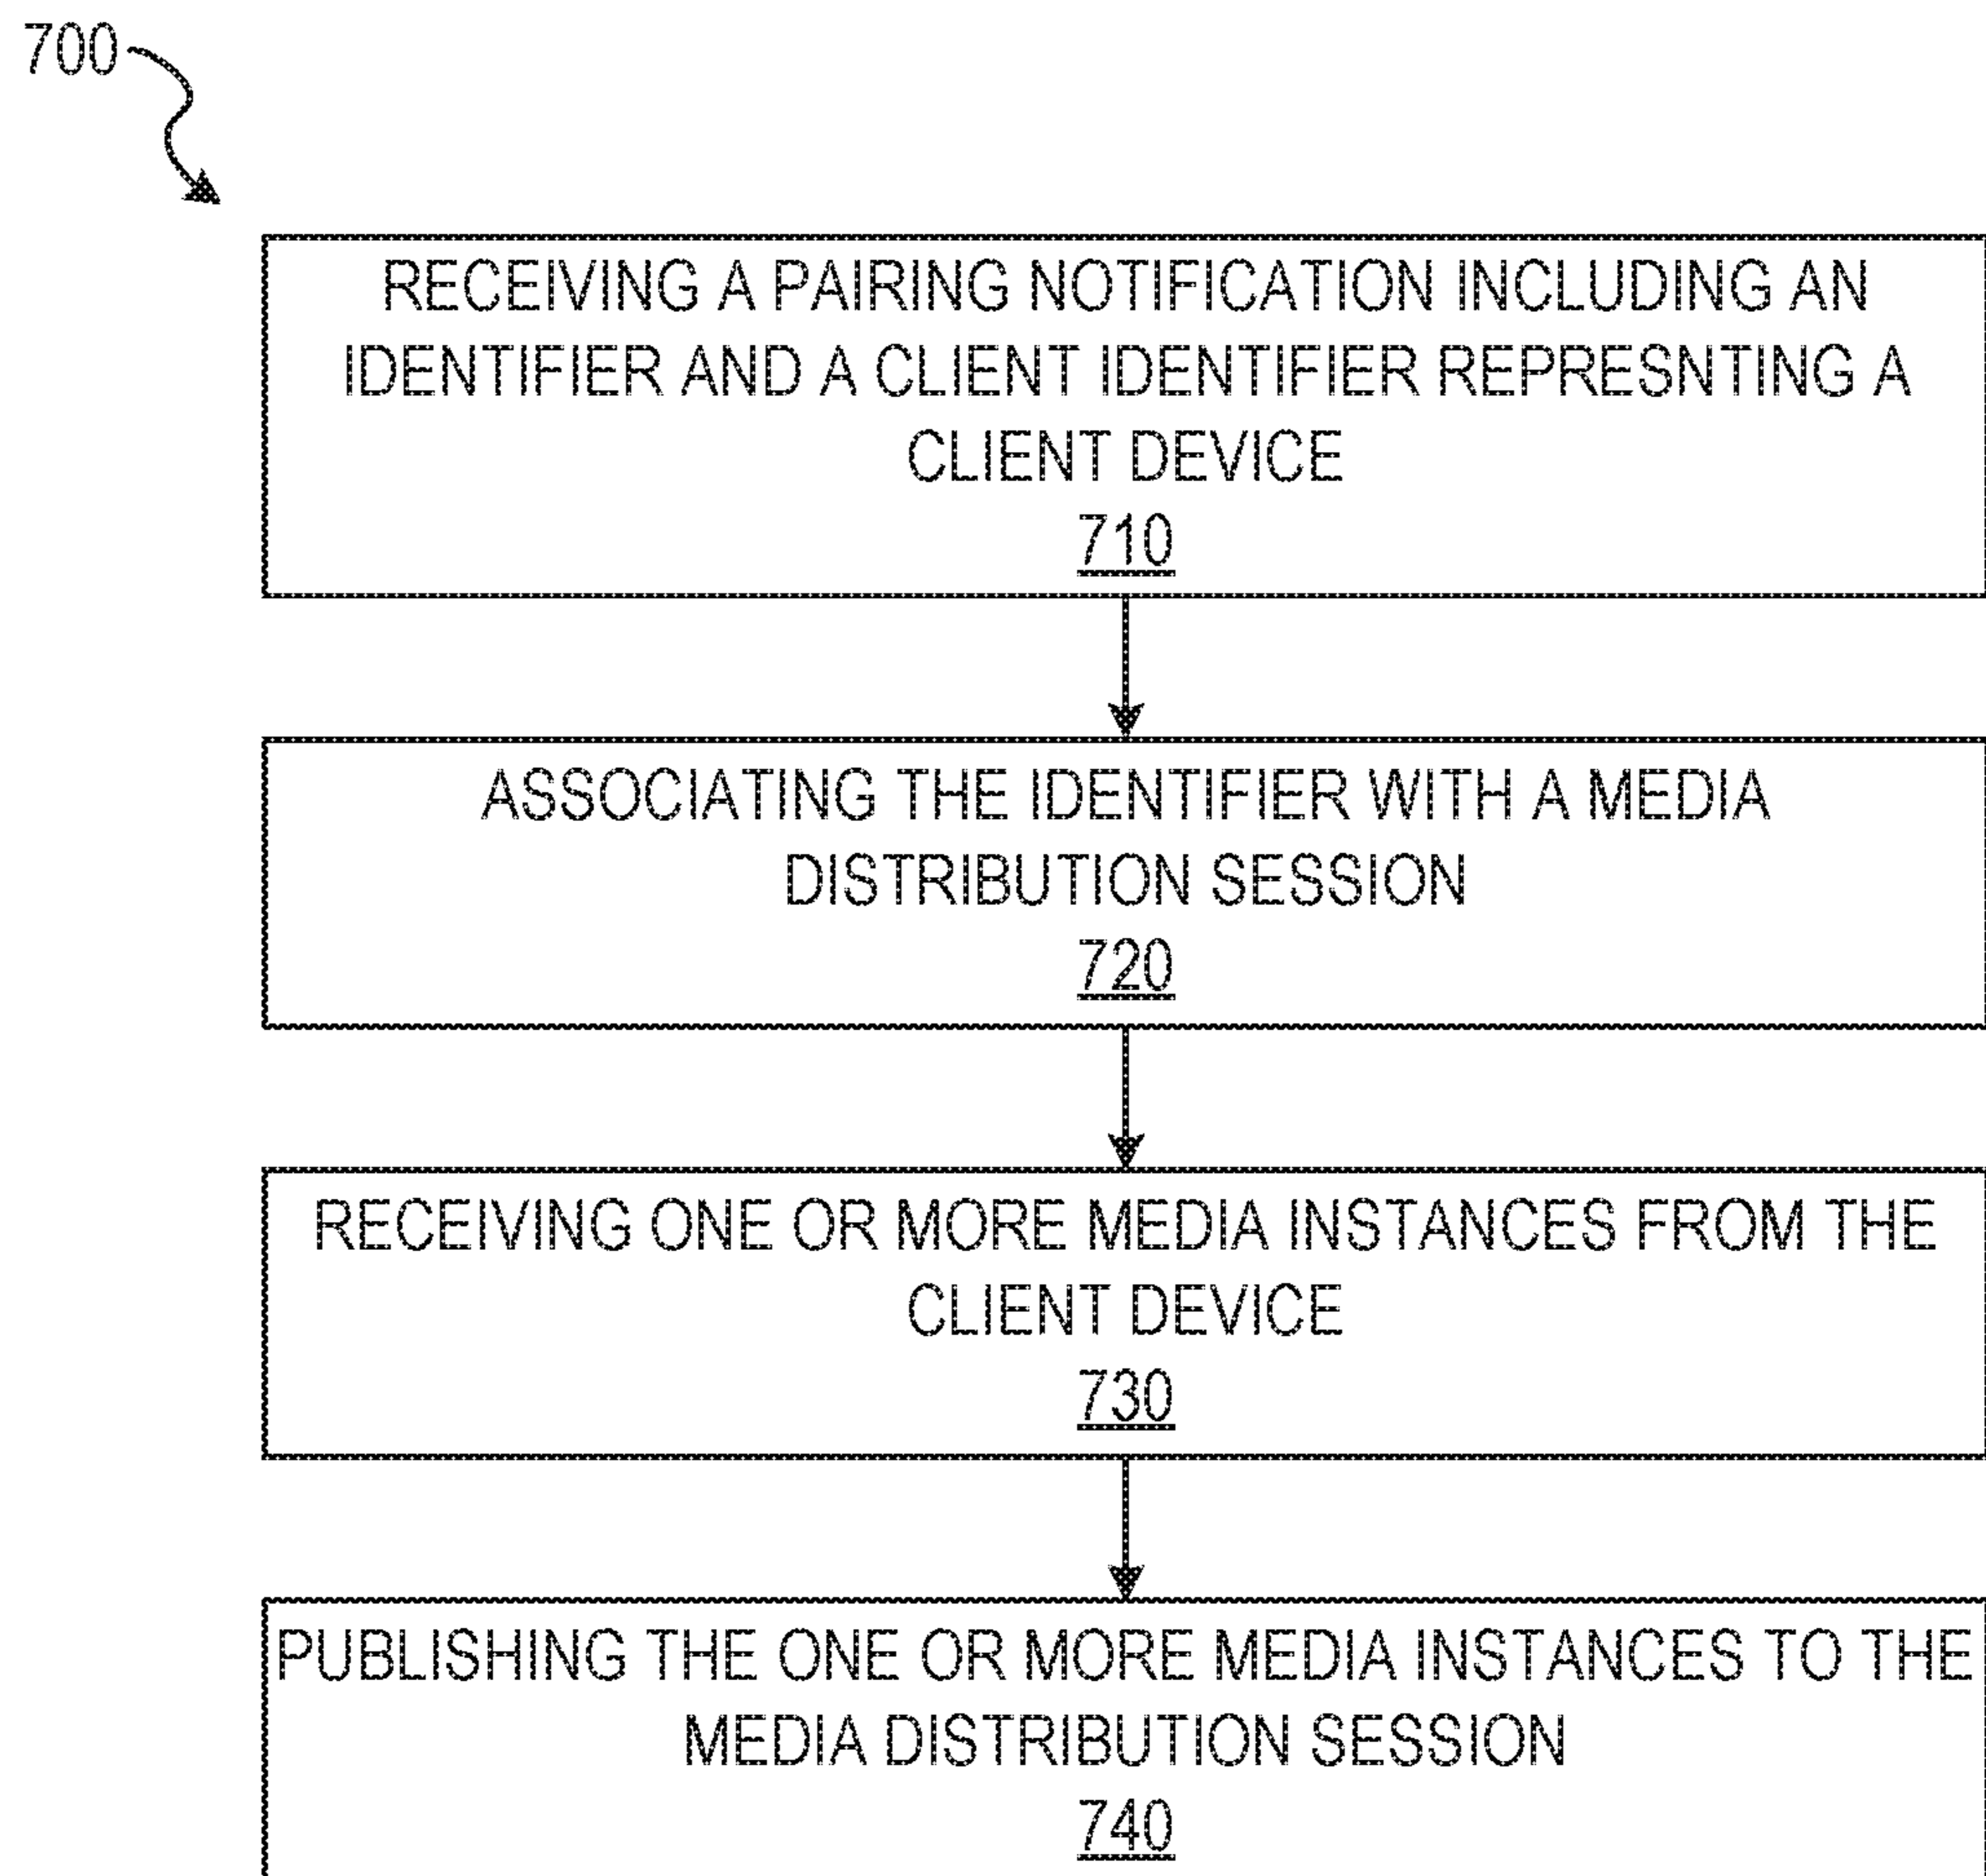 700
RECEIVING A PAIRING NOTIFICATION INCLUDING AN
IDENTIFIER AND A CLIENT IDENTIFIER REPRESNTING A
CLIENT DEVICE
710
ASSOCIATING THE IDENTIFIER WITH A MEDIA
DISTRIBUTION SESSION
720
RECEIVING ONE OR MORE MEDIA INSTANCES FROM THE
CLIENT DEVICE
730
PUBLISHING THE ONE OR MORE MEDIA INSTANCES TO THE
MEDIA DISTRIBUTION SESSION
740